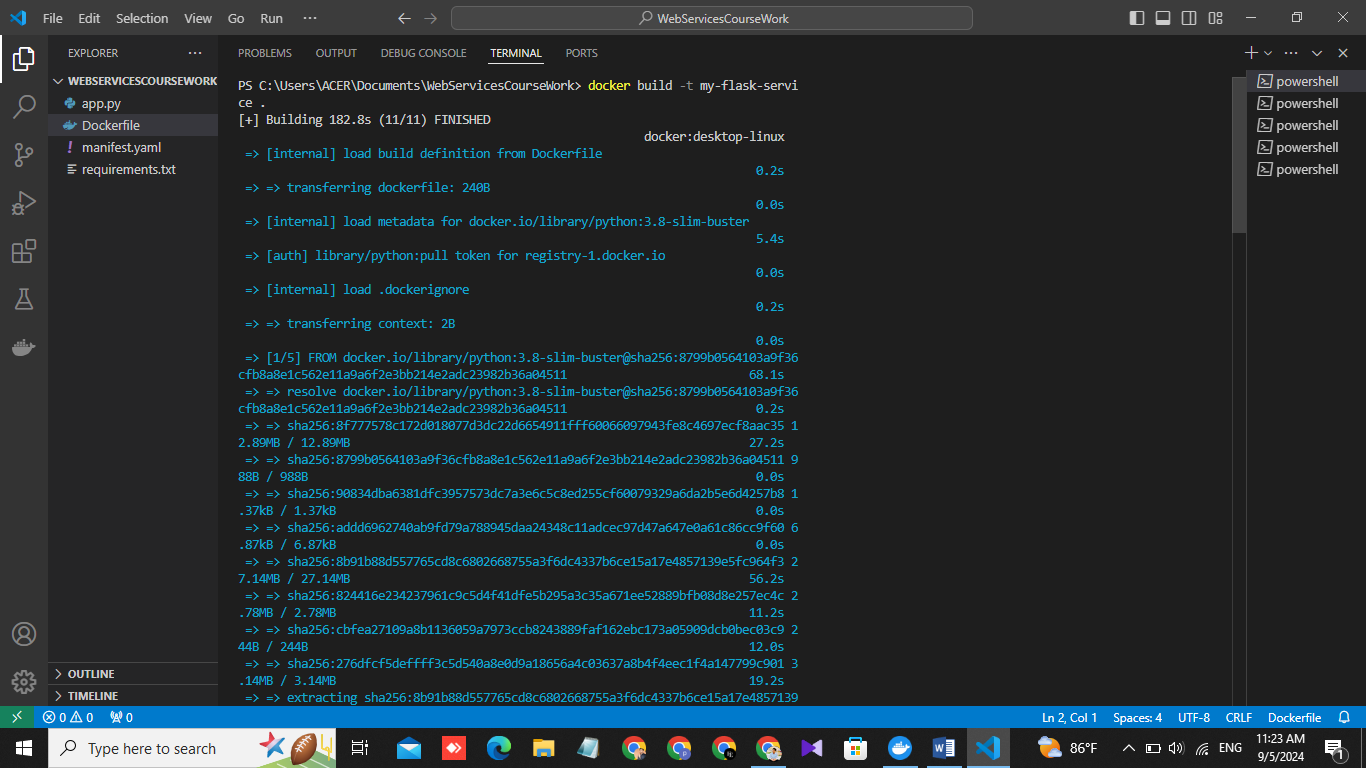 File Edit Selection View Go Run ··· WebServicesCourseWork
EXPLORER
WEBSERVICESCOURSEWORK
app.py
Dockerfile
! manifest.yaml
requirements.txt
OUTLINE
TIMELINE
PROBLEMS OUTPUT DEBUG CONSOLE TERMINAL PORTS
PS C:\Users\ACER\Documents\WebServicesCourseWork> docker build -t my-flask-servi
ce .
[+] Building 182.8s (11/11) FINISHED
docker:desktop-linux
=> [internal] load build definition from Dockerfile
0.2s
=> => transferring dockerfile: 240B
0.0s
=> [internal] load metadata for docker.io/library/python:3.8-slim-buster
5.4s
=> [auth] library/python:pull token for registry-1.docker.io
0.0s
=> [internal] load .dockerignore
0.2s
=> => transferring context: 2B
0.0s
=> [1/5] FROM docker.io/library/python:3.8-slim-buster@sha256:8799b0564103a9f36
cfb8a8e1c562e11a9a6f2e3bb214e2adc23982b36a04511 68.1s
=> => resolve docker.io/library/python:3.8-slim-buster@sha256:8799b0564103a9f36
cfb8a8e1c562e11a9a6f2e3bb214e2adc23982b36a04511 0.2s
=> => sha256:8f777578c172d018077d3dc22d6654911fff60066097943fe8c4697ecf8aac35 1
2.89MB / 12.89MB 27.2s
=> => sha256:8799b0564103a9f36cfb8a8e1c562e11a9a6f2e3bb214e2adc23982b36a04511 9
88B / 988B 0.0s
=> => sha256:90834dba6381dfc3957573dc7a3e6c5c8ed255cf60079329a6da2b5e6d4257b8 1
.37kB / 1.37kB 0.0s
=> => sha256:addd6962740ab9fd79a788945daa24348c11adcec97d47a647e0a61c86cc9f60 6
.87kB / 6.87kB 0.0s
=> => sha256:8b91b88d557765cd8c6802668755a3f6dc4337b6ce15a17e4857139e5fc964f3 2
7.14MB / 27.14MB 56.2s
=> => sha256:824416e234237961c9c5d4f41dfe5b295a3c35a671ee52889bfb08d8e257ec4c 2
.78MB / 2.78MB 11.2s
=> => sha256:cbfea27109a8b1136059a7973ccb8243889faf162ebc173a05909dcb0bec03c9 2
44B / 244B 12.0s
=> => sha256:276dfcf5deffff3c5d540a8e0d9a18656a4c03637a8b4f4eec1f4a147799c901 3
.14MB / 3.14MB 19.2s
=> => extracting sha256:8b91b88d557765cd8c6802668755a3f6dc4337b6ce15a17e4857139
powershell
powershell
powershell
powershell
powershell
0 0 0 Ln 2, Col 1 Spaces: 4 UTF-8 CRLF Dockerfile
Type here to search 86°F ENG 11:23 AM
9/5/2024 1